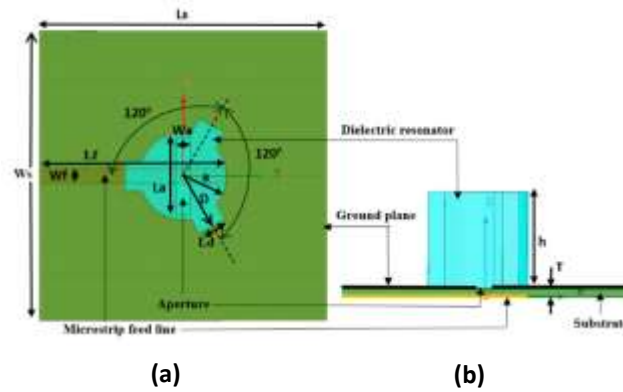 Ls
120°
Wa
Dielectric resonator
Lf
120°
Ws
Wf
La
a
D
Ground plane
h
Ld
T
Aperture
Microstrip feed line
Substrat
(a)
(b)